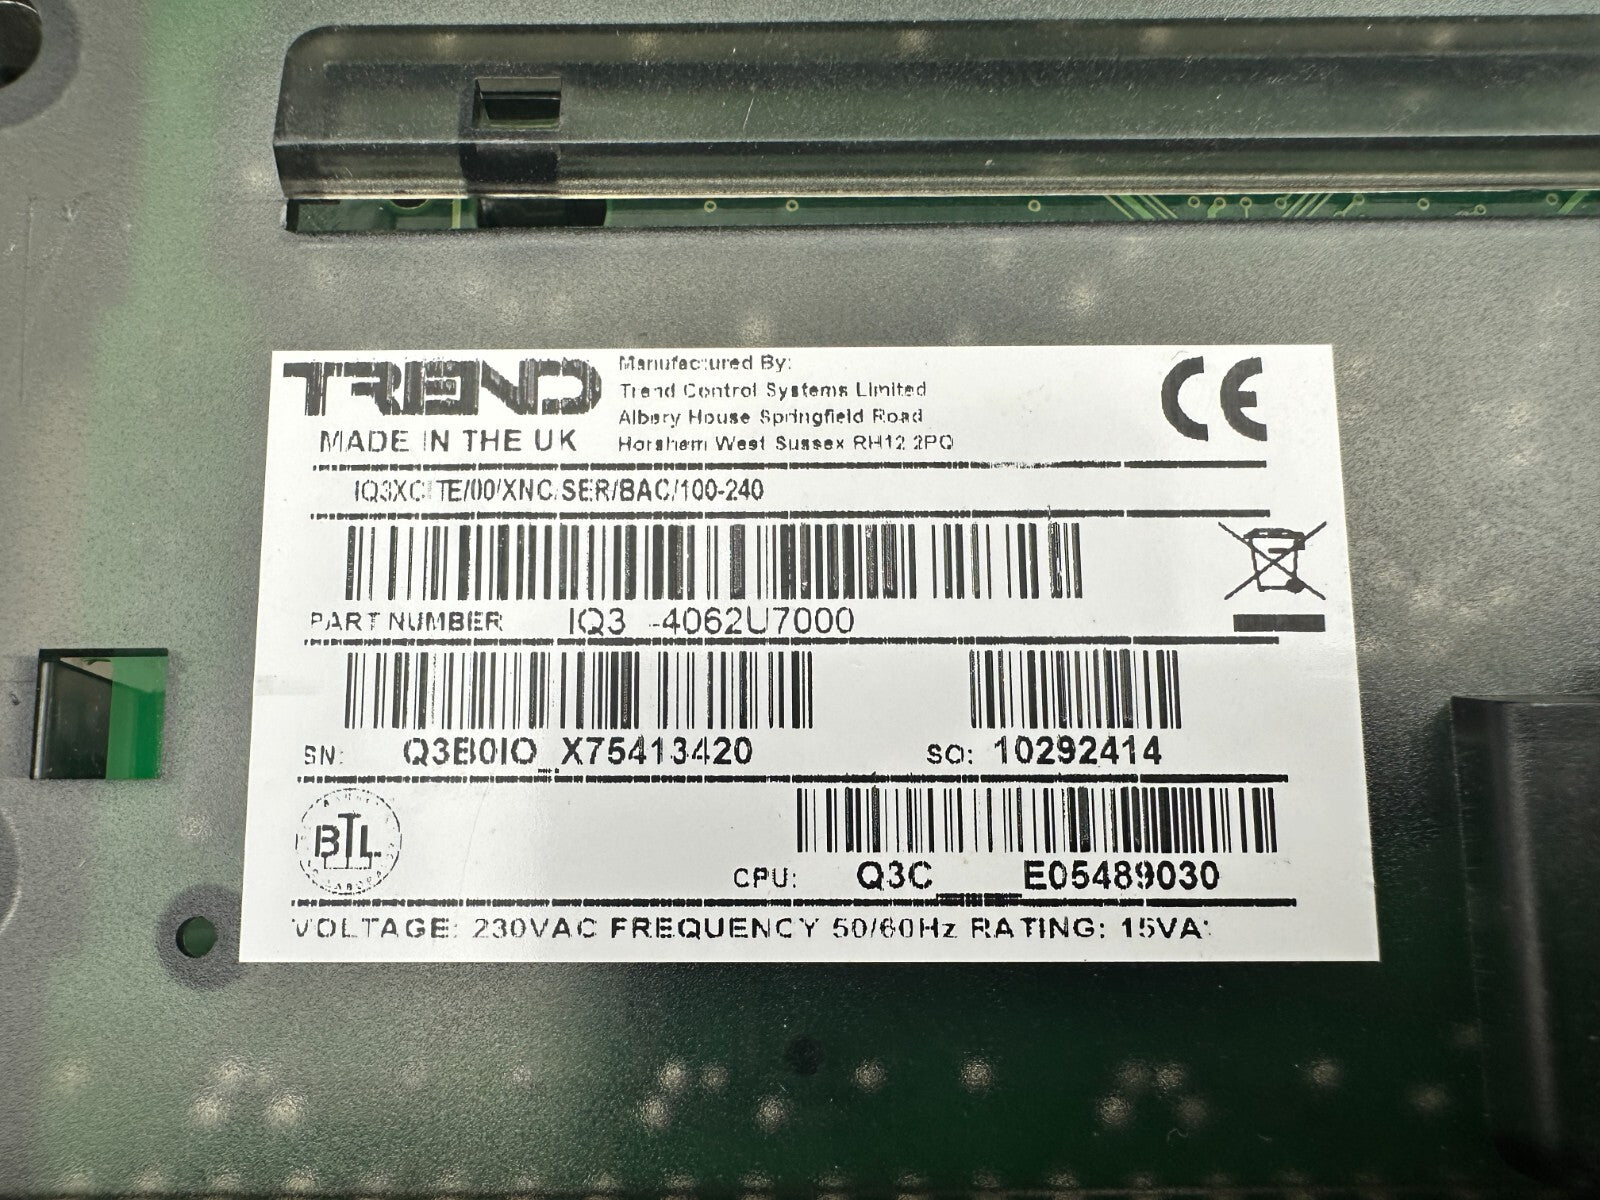 TREND
MADE IN THE UK
Manufactured By:
Trend Control Systems Limited
Albery House Springfield Road
Horsham West Sussex RH12 2PQ
CE
IQ3XCITE/00/XNC/SER/BAC/100-240
PART NUMBER IQ3 -4062U7000
SN: Q3B0IO_X75413420 SO: 10292414
BTL
CPU: Q3C____E05489030
VOLTAGE: 230VAC FREQUENCY 50/60Hz RATING: 15VA